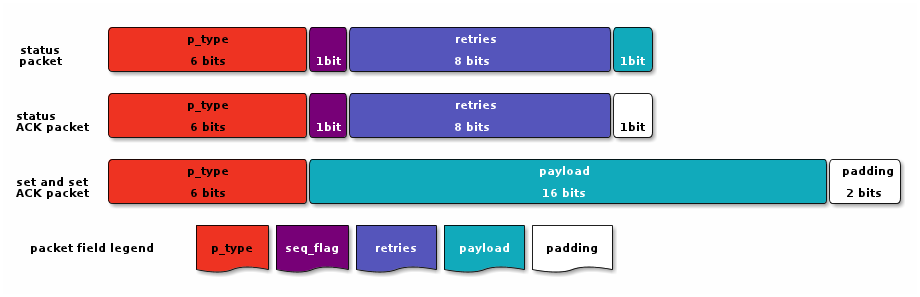 status
packet
p_type
6 bits
1bit
retries
8 bits
1bit
status
ACK packet
p_type
6 bits
1bit
retries
8 bits
1bit
set and set
ACK packet
p_type
6 bits
payload
16 bits
padding
2 bits
packet field legend
p_type
seq_flag
retries
payload
padding